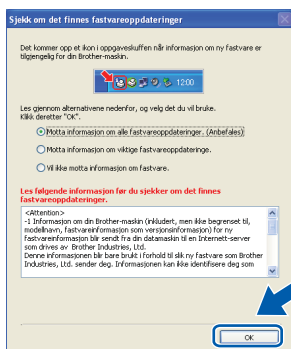 Sjekk om det finnes fastvareoppdateringer
Det kommer opp et ikon i oppgaveskuffen når informasjon om ny fastvare er
tilgjengelig for din Brother-maskin.
12:00
Les gjennom alternativene nedenfor, og velg det du vil bruke.
Klikk deretter "OK".
Motta informasjon om alle fastvareoppdateringer. (Anbefales)
Motta informasjon om viktige fastvareoppdateringe.
Vil ikke motta informasjon om fastvare.
Les følgende informasjon før du sjekker om det finnes
fastvareoppdateringer.
<Attention>
-1 Informasjon om din Brother-maskin (inkludert, men ikke begrenset til,
modellnavn, fastvareinformasjon som versjonsinformasjon) for ny
fastvareinformasjon blir sendt fra din datamaskin til en Internett-server
som drives av  Brother Industries, Ltd.
Denne informasjonen blir bare brukt i forhold til slik ny fastvare som Brother
Industries, Ltd. sender deg. Informasjonen kan ikke identifisere deg som
OK